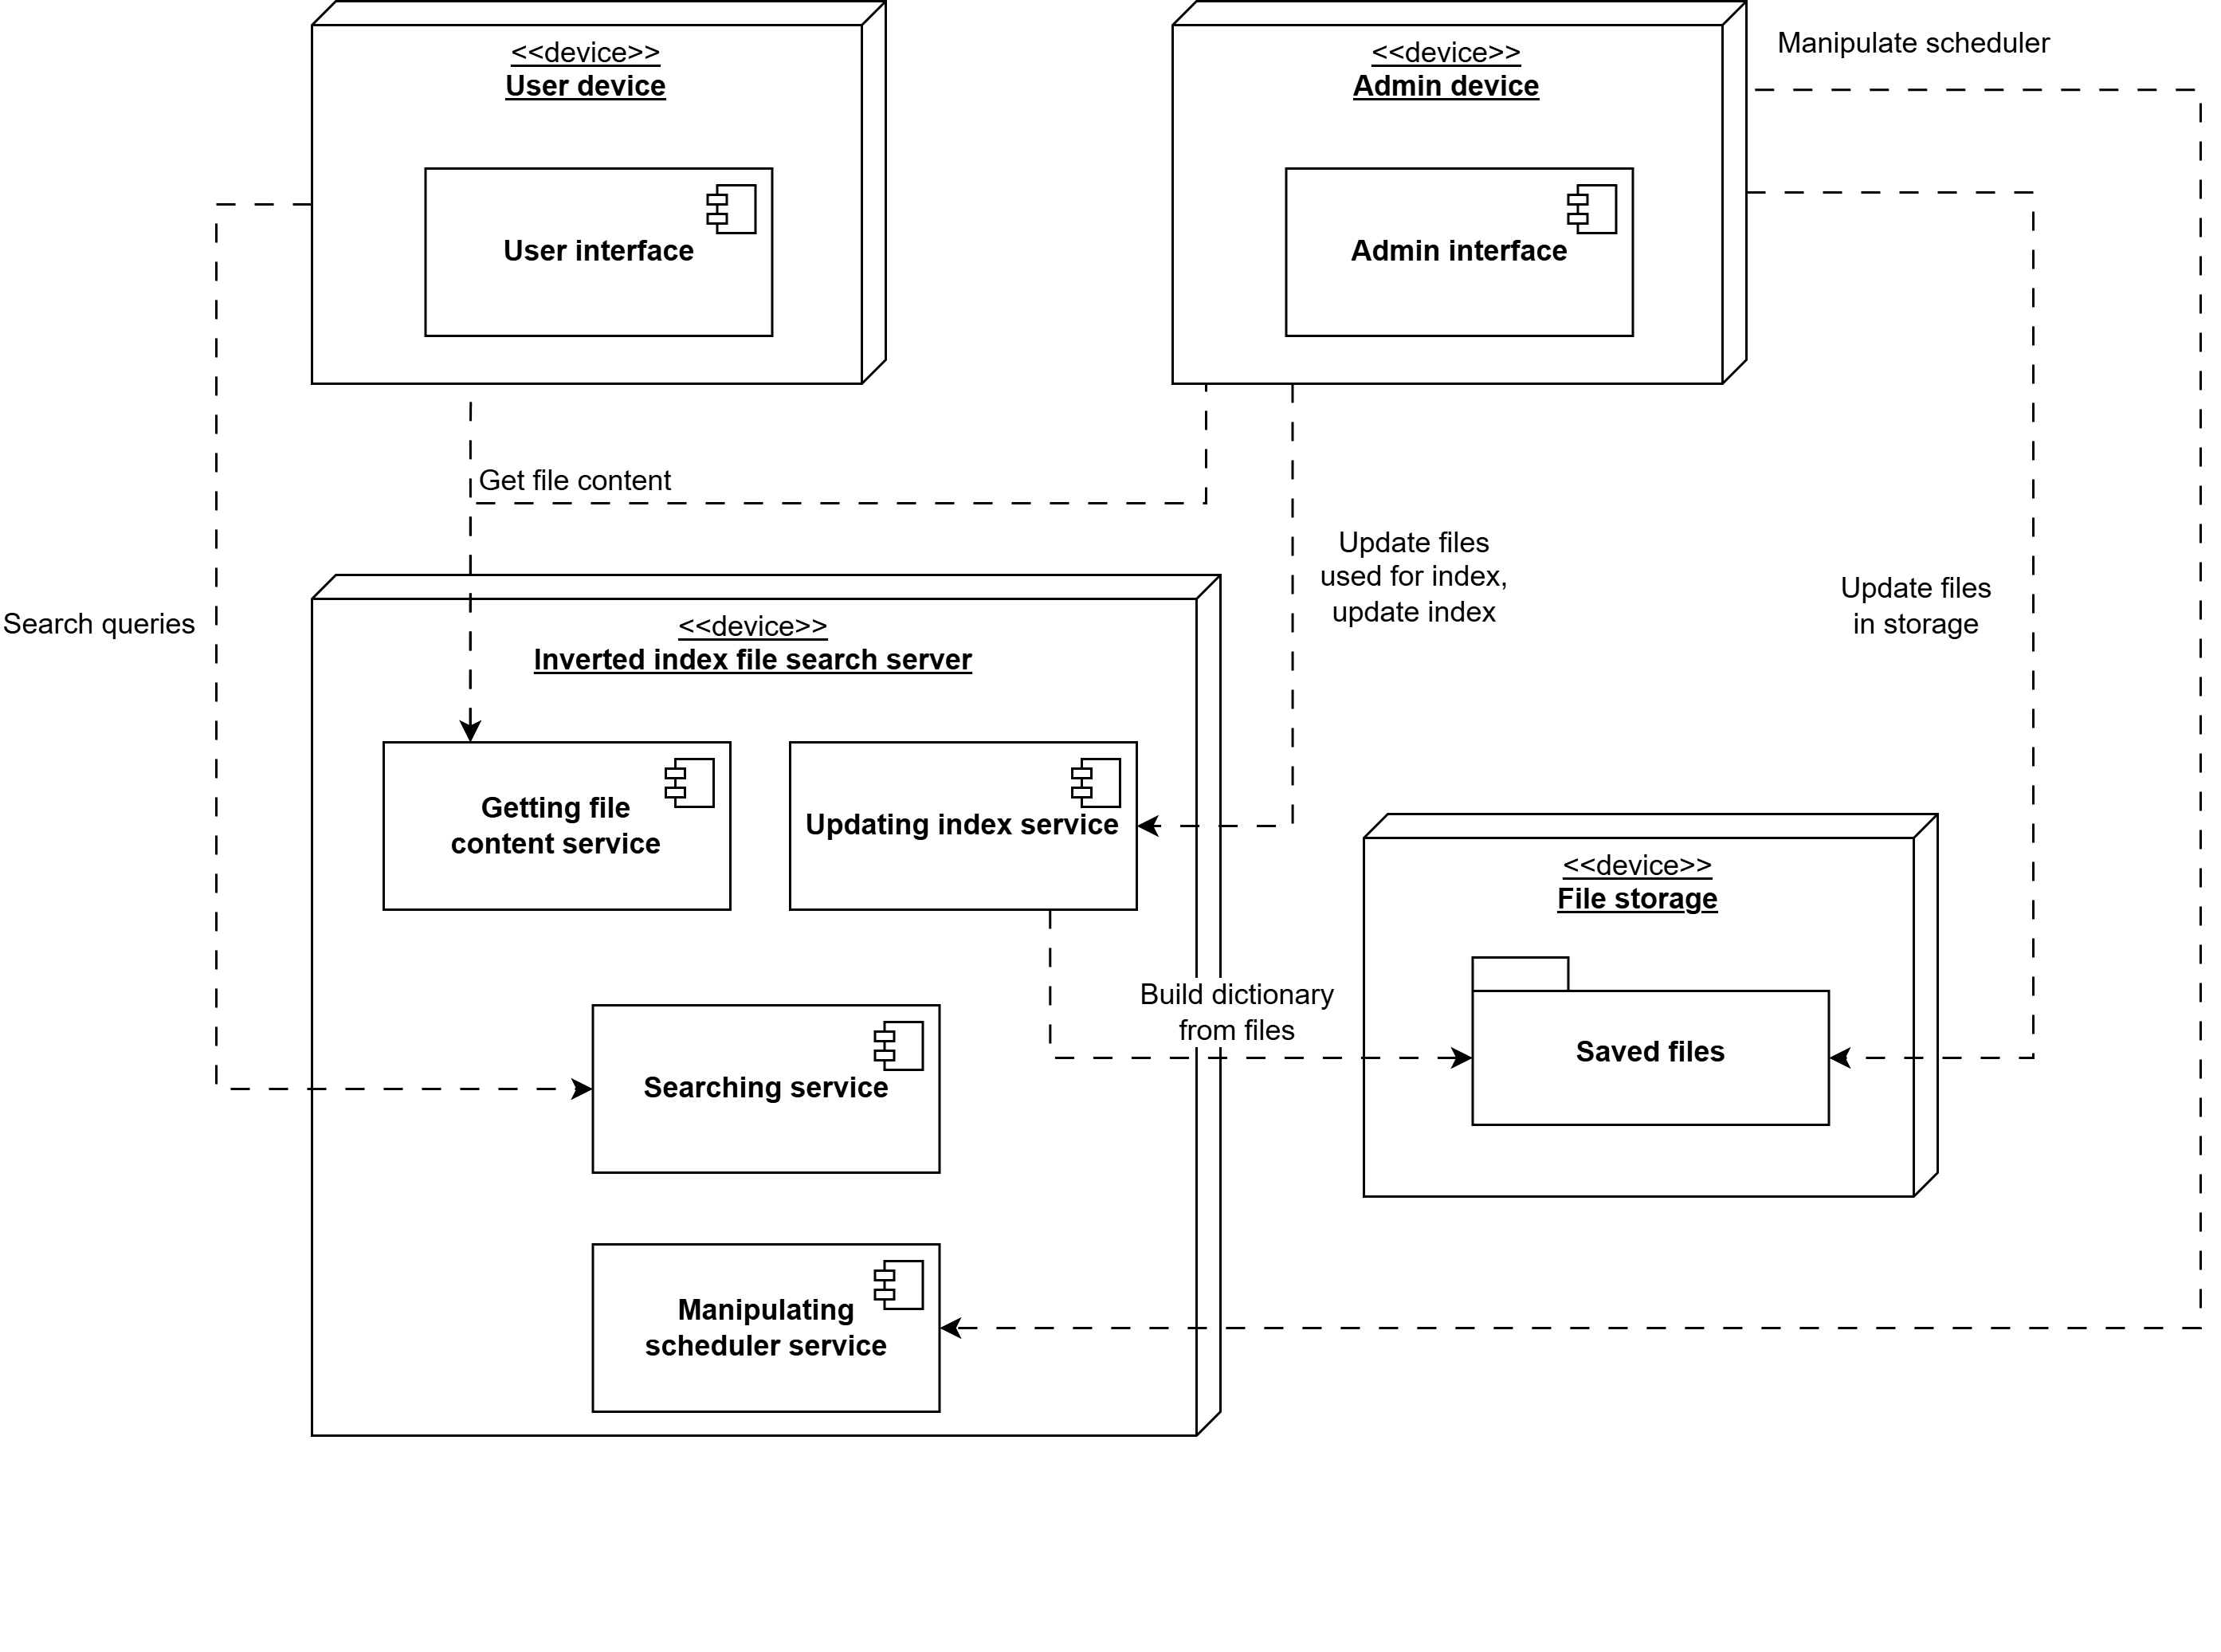 <<device>>
User device
User interface
<<device>>
Admin device
Admin interface
Manipulate scheduler
Get file content
Update files
used for index,
update index
Update files
in storage
Search queries
<<device>>
Inverted index file search server
Getting file
content service
Updating index service
<<device>>
File storage
Build dictionary
from files
Saved files
Searching service
Manipulating
scheduler service